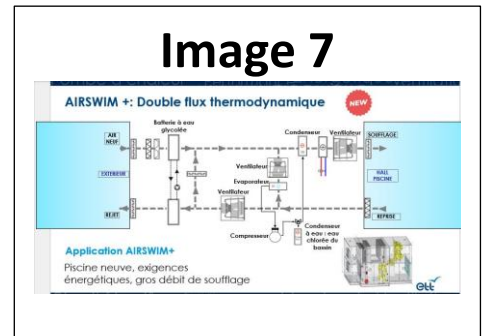 Image 7
AIRSWIM +: Double flux thermodynamique
NEW
Batterie à eau
glycolée
Condenseur
Ventilateur
AIR
NEUF
SOUFFLAGE
EXTERIEUR
Ventilateur
HALL
PISCINE
Evaporateur
Ventilateur
REJET
REPRISE
Compresseur
Condenseur
à eau : eau
chlorée du
bassin
Application AIRSWIM+
Piscine neuve, exigences
énergétiques, gros débit de soufflage
ett